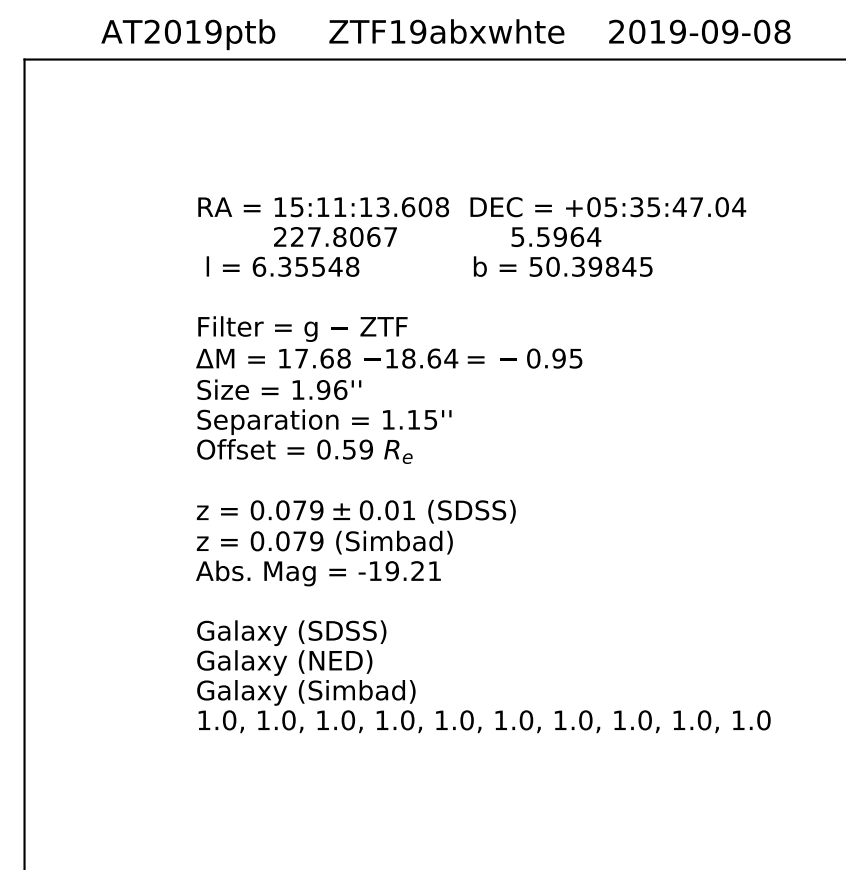 AT2019ptb ZTF19abxwhte 2019-09-08
RA = 15:11:13.608 DEC = +05:35:47.04
227.8067 5.5964
l = 6.35548 b = 50.39845
Filter = g − ZTF
ΔM = 17.68 −18.64 = − 0.95
Size = 1.96''
Separation = 1.15''
Offset = 0.59 Re
z = 0.079 ± 0.01 (SDSS)
z = 0.079 (Simbad)
Abs. Mag = -19.21
Galaxy (SDSS)
Galaxy (NED)
Galaxy (Simbad)
1.0, 1.0, 1.0, 1.0, 1.0, 1.0, 1.0, 1.0, 1.0, 1.0